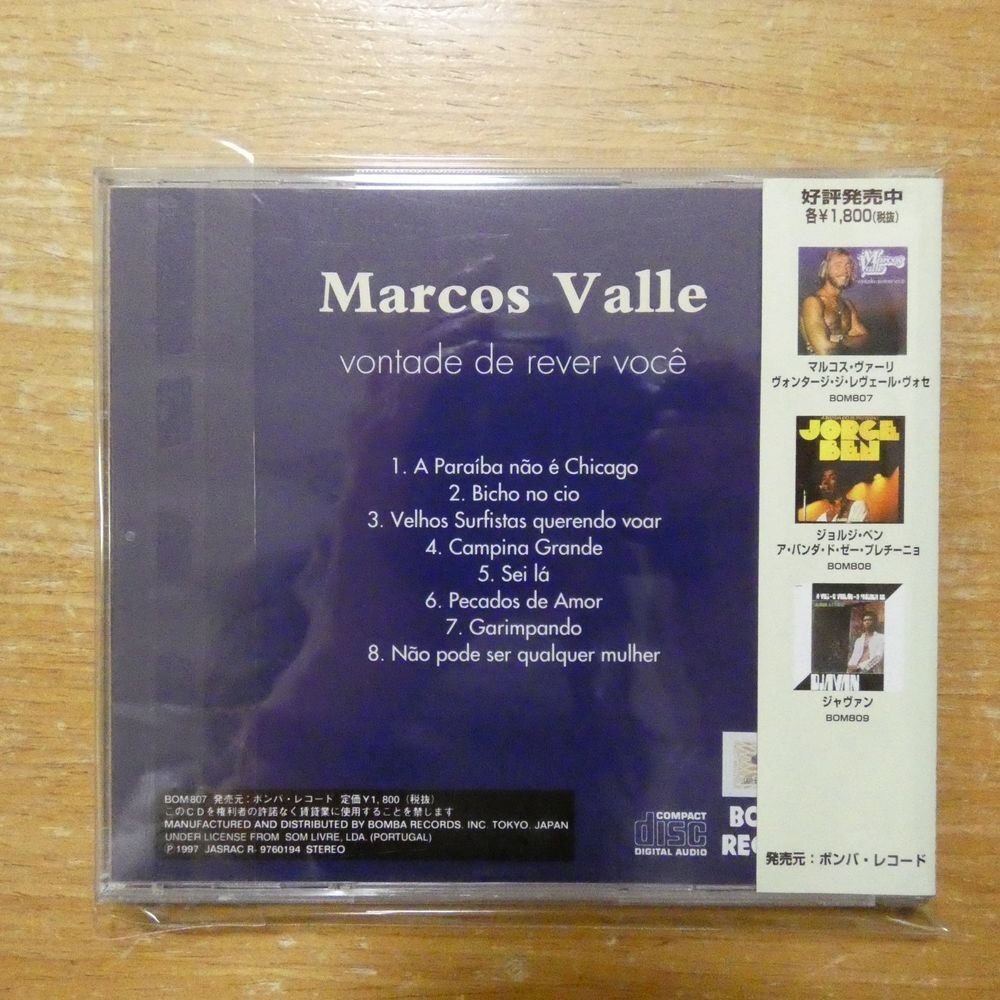 Marcos Valle
vontade de rever você
1. A Paraíba não é Chicago
2. Bicho no cio
3. Velhos Surfistas querendo voar
4. Campina Grande
5. Sei lá
6. Pecados de Amor
7. Garimpando
8. Não pode ser qualquer mulher
BOM807 発売元：ボンバ・レコード 定価¥1,800（税抜）
このCDを権利者の許諾なく賃貸業に使用することを禁じます
MANUFACTURED AND DISTRIBUTED BY BOMBA RECORDS. INC. TOKYO. JAPAN
UNDER LICENSE FROM SOM LIVRE, LDA. (PORTUGAL)
℗ 1997 JASRAC R- 9760194 STEREO
COMPACT
disc
DIGITAL AUDIO
BO
RE
好評発売中
各¥1,800(税抜)
Marcos
Valle
マルコス・ヴァーリ
ヴォンタージ・ジ・レヴェール・ヴォセ
BOM807
JORGE
BEN
ジョルジ・ベン
ア・バンダ・ド・ゼー・プレチーニョ
BOM808
DJAVAN
ジャヴァン
BOM809
発売元：ボンバ・レコード